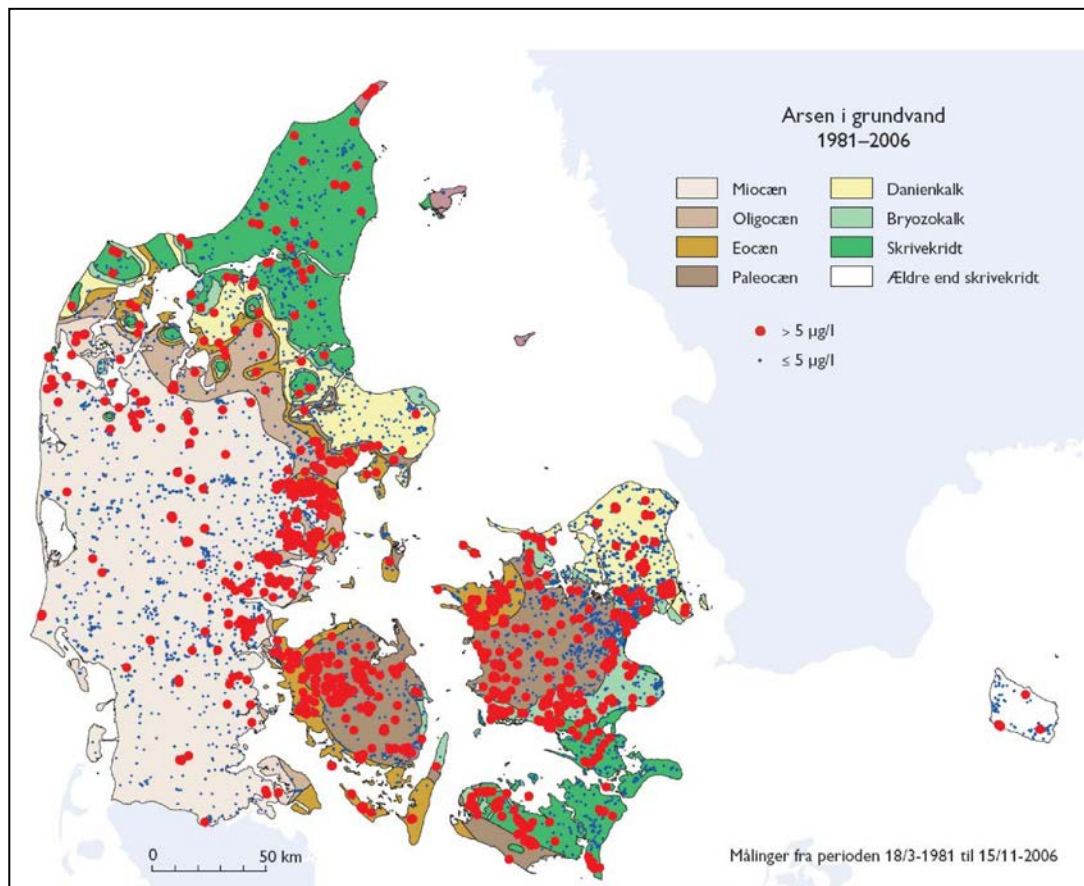 Arsen i grundvand
1981–2006
Miocæn
Oligocæn
Eocæn
Paleocæn
Danienkalk
Bryozokalk
Skrivekridt
Ældre end skrivekridt
> 5 µg/l
≤ 5 µg/l
0 50 km
Målinger fra perioden 18/3-1981 til 15/11-2006